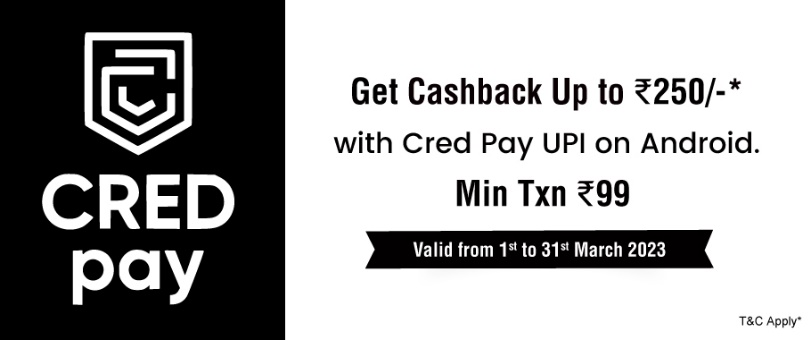 CRED
pay
Get Cashback Up to ₹250/-*
with Cred Pay UPI on Android.
Min Txn ₹99
Valid from 1st to 31st March 2023
T&C Apply*